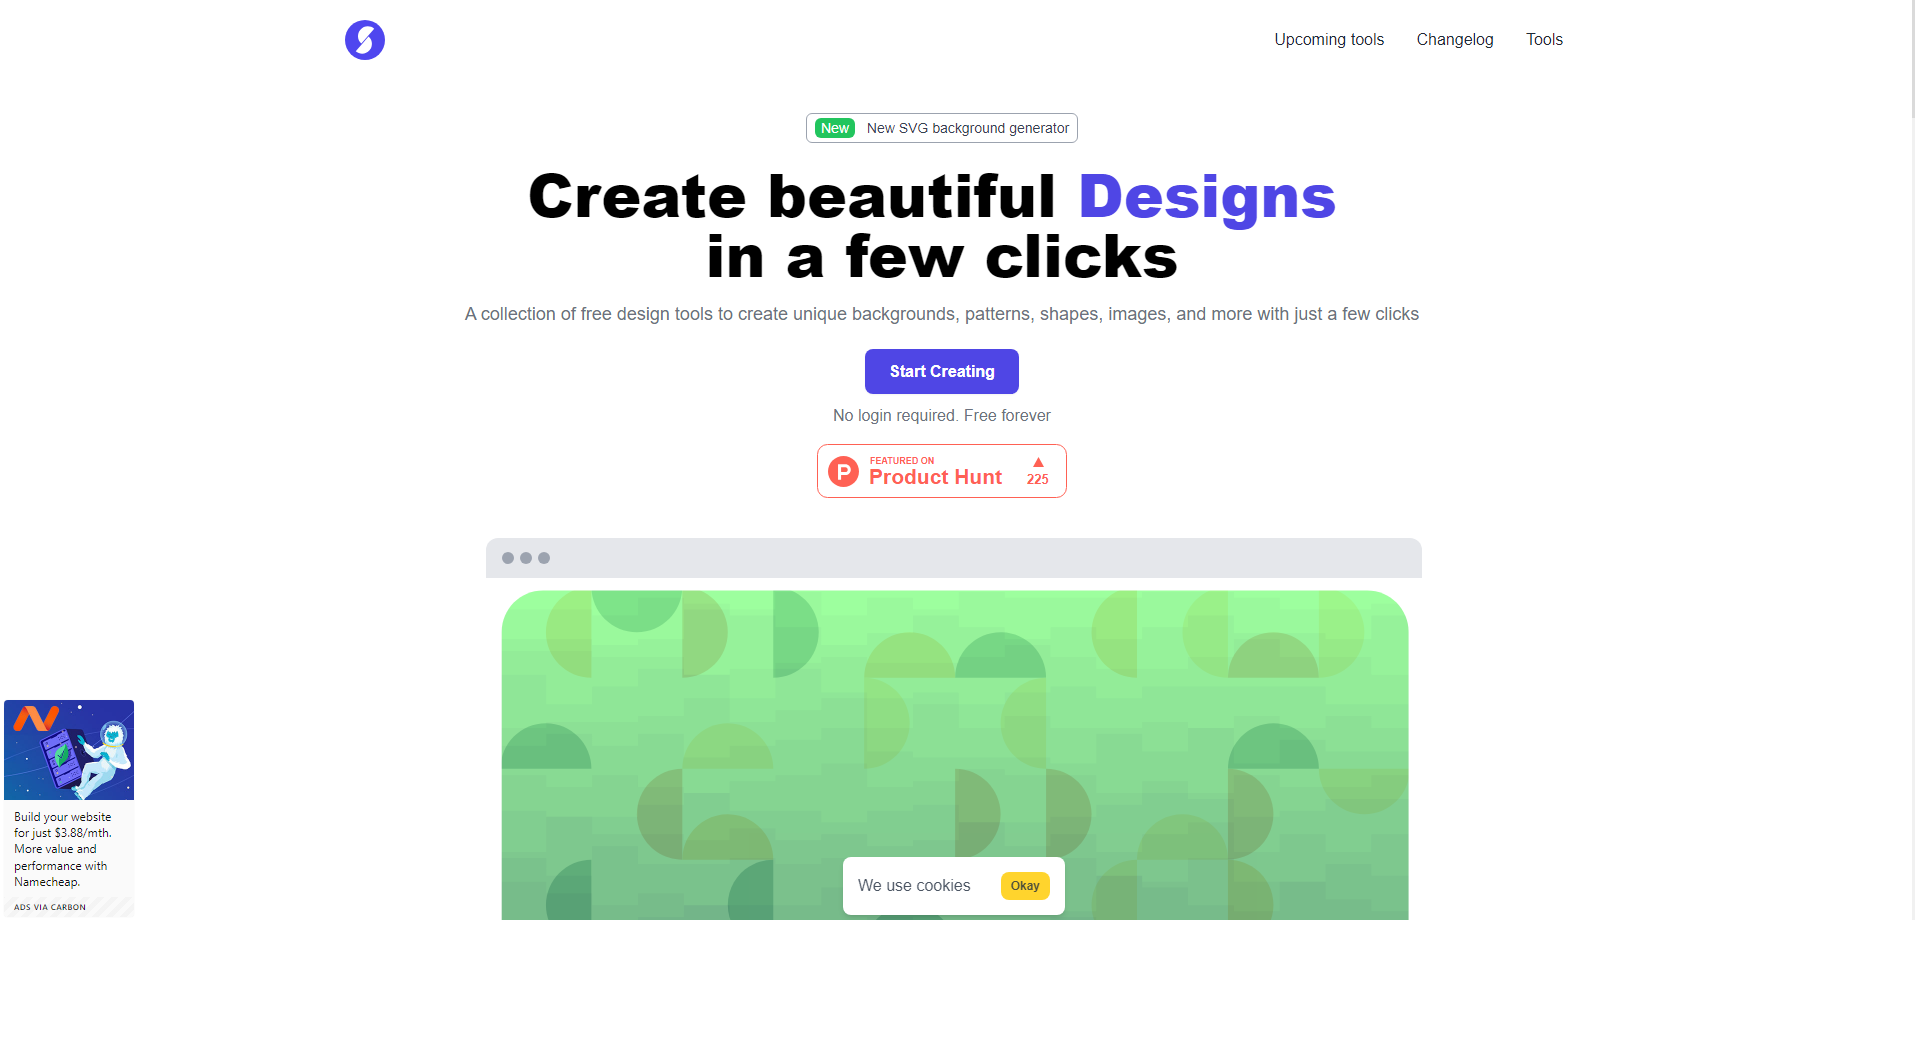 Upcoming tools
Changelog
Tools
New
New SVG background generator
Create beautiful Designs
in a few clicks
A collection of free design tools to create unique backgrounds, patterns, shapes, images, and more with just a few clicks
Start Creating
No login required. Free forever
P
FEATURED ON
Product Hunt
225
Build your website
for just $3.88/mth.
More value and
performance with
Namecheap.
ADS VIA CARBON
We use cookies
Okay